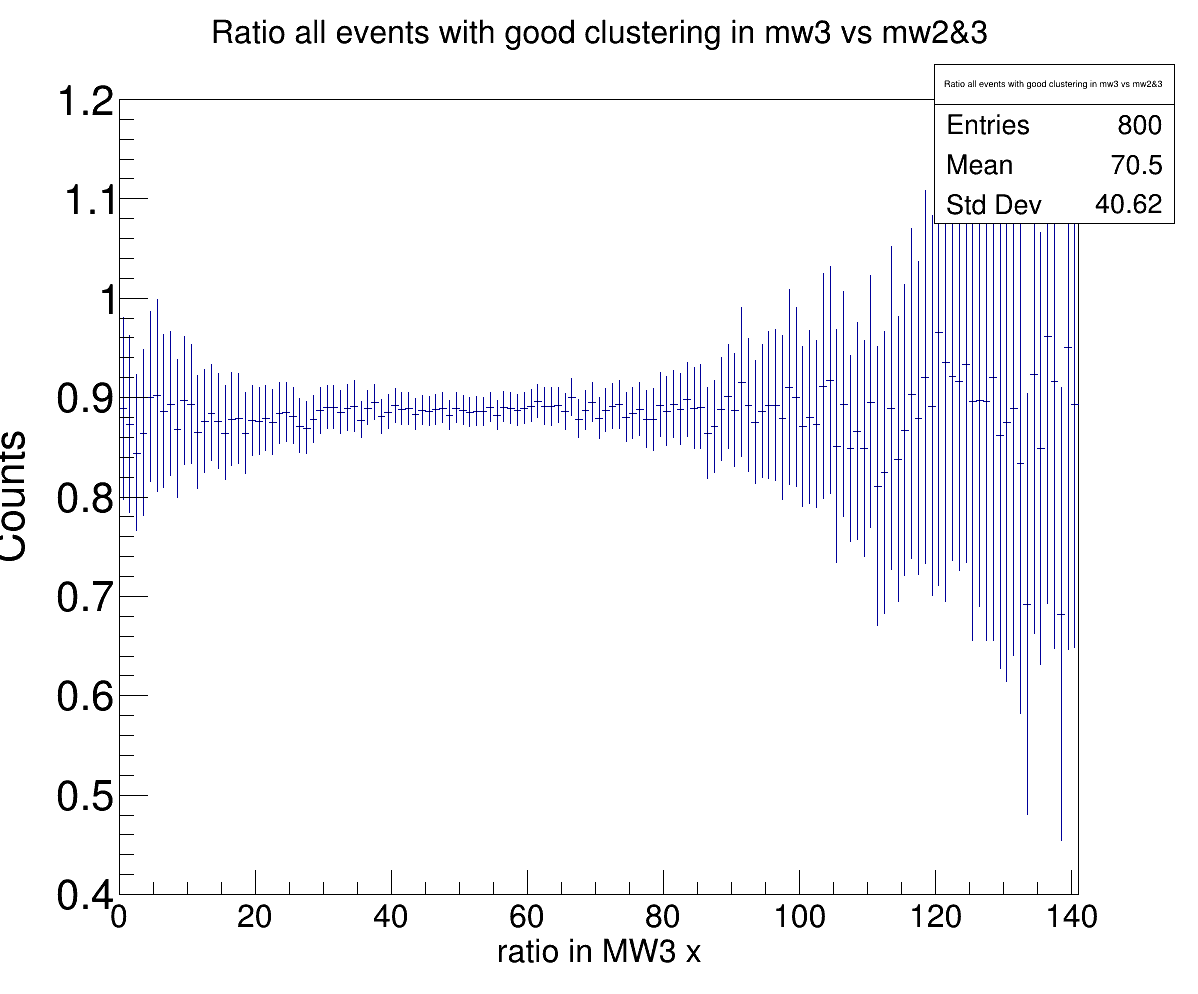 Ratio all events with good clustering in mw3 vs mw2&3
Ratio all events with good clustering in mw3 vs mw2&3
Entries 800
Mean 70.5
Std Dev 40.62
1.2
1.1
1
0.9
0.8
0.7
0.6
0.5
0.4
Counts
0 20 40 60 80 100 120 140
ratio in MW3 x